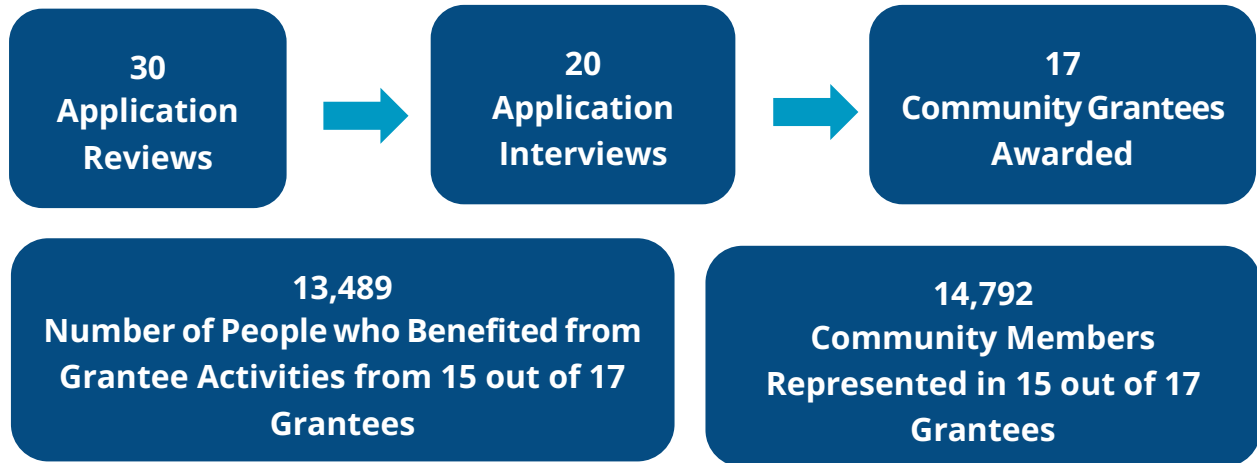 30
Application
Reviews
20
Application
Interviews
17
Community Grantees
Awarded
13,489
Number of People who Benefited from
Grantee Activities from 15 out of 17
Grantees
14,792
Community Members
Represented in 15 out of 17
Grantees